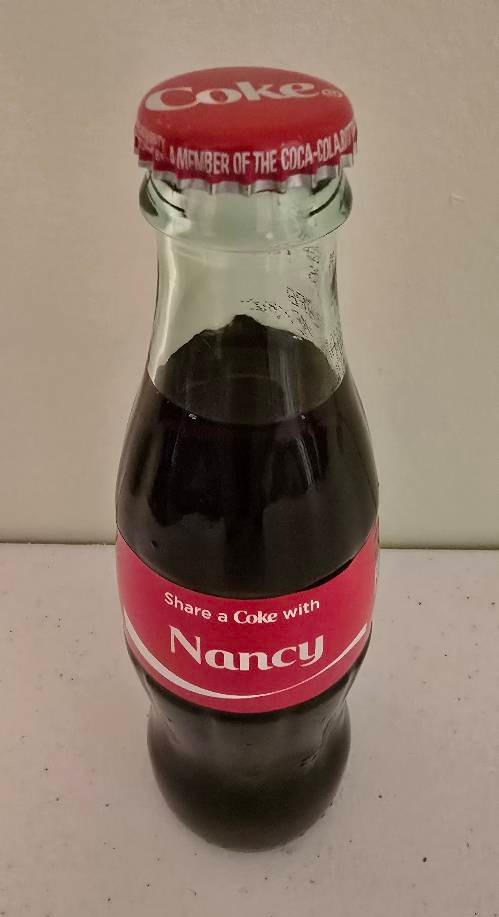 Coke
A MEMBER OF THE COCA-COLA
Share a Coke with
Nancy